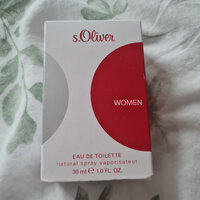 s.Oliver
WOMEN
EAU DE TOILETTE
natural spray vaporisateur
30 ml ℮ 1.0 FL. OZ.